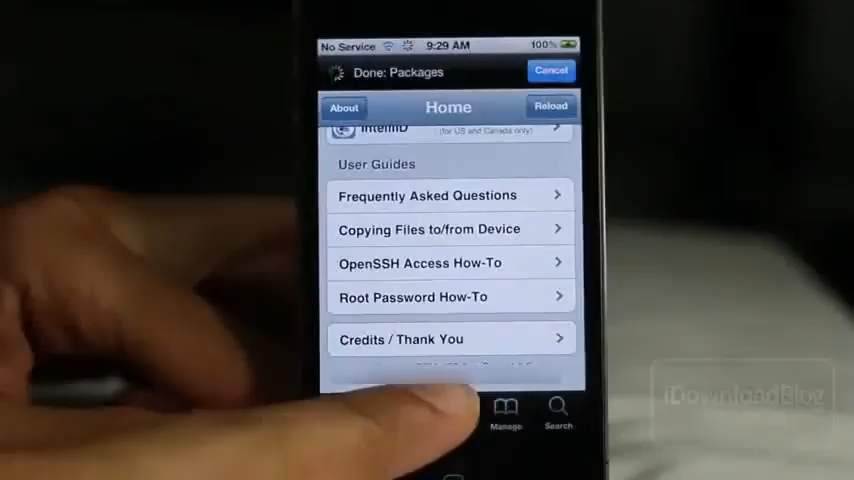 No Service 9:29 AM 100%
Done: Packages Cancel
About Home Reload
IntelliID (for US and Canada only)
User Guides
Frequently Asked Questions
Copying Files to/from Device
OpenSSH Access How-To
Root Password How-To
Credits / Thank You
Manage Search
iDownloadBlog